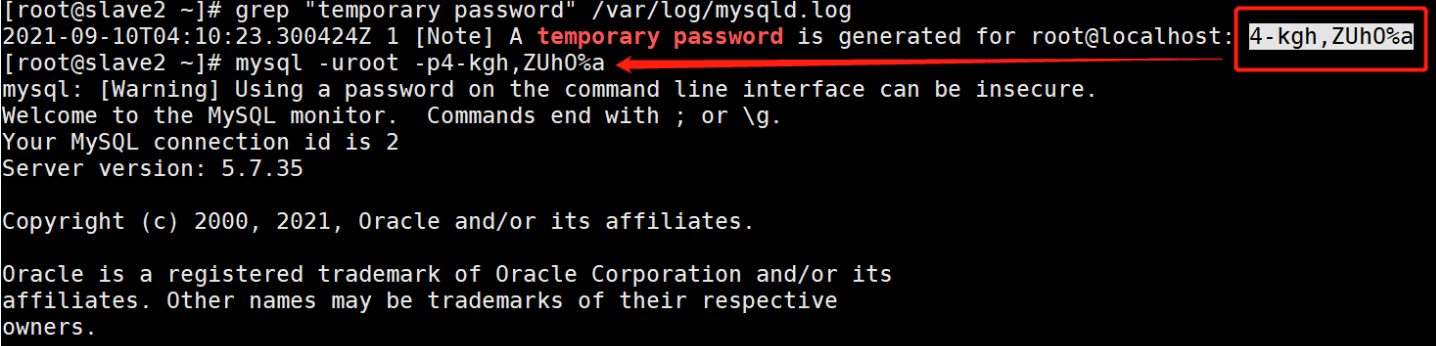 [root@slave2 ~]# grep "temporary password" /var/log/mysqld.log
2021-09-10T04:10:23.300424Z 1 [Note] A temporary password is generated for root@localhost: 4-kgh,ZUhO%a
[root@slave2 ~]# mysql -uroot -p4-kgh,ZUhO%a
mysql: [Warning] Using a password on the command line interface can be insecure.
Welcome to the MySQL monitor.  Commands end with ; or \g.
Your MySQL connection id is 2
Server version: 5.7.35
Copyright (c) 2000, 2021, Oracle and/or its affiliates.
Oracle is a registered trademark of Oracle Corporation and/or its
affiliates. Other names may be trademarks of their respective
owners.